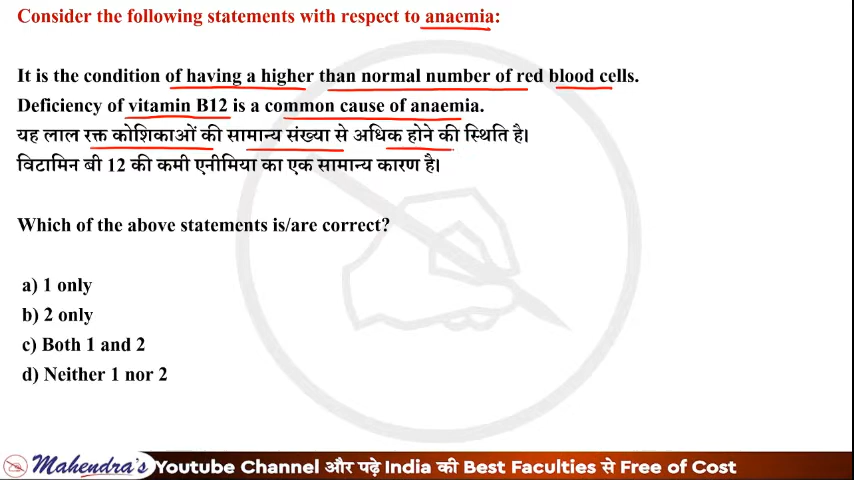 Consider the following statements with respect to anaemia:
It is the condition of having a higher than normal number of red blood cells.
Deficiency of vitamin B12 is a common cause of anaemia.
यह लाल रक्त कोशिकाओं की सामान्य संख्या से अधिक होने की स्थिति है।
विटामिन बी 12 की कमी एनीमिया का एक सामान्य कारण है।
Which of the above statements is/are correct?
a) 1 only
b) 2 only
c) Both 1 and 2
d) Neither 1 nor 2
Mahendra's Youtube Channel और पढ़े India की Best Faculties से Free of Cost